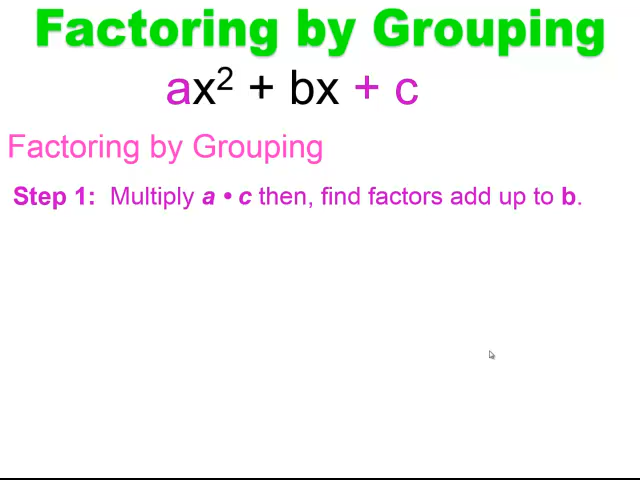 Factoring by Grouping
ax² + bx + c
Factoring by Grouping
Step 1: Multiply a • c then, find factors add up to b.